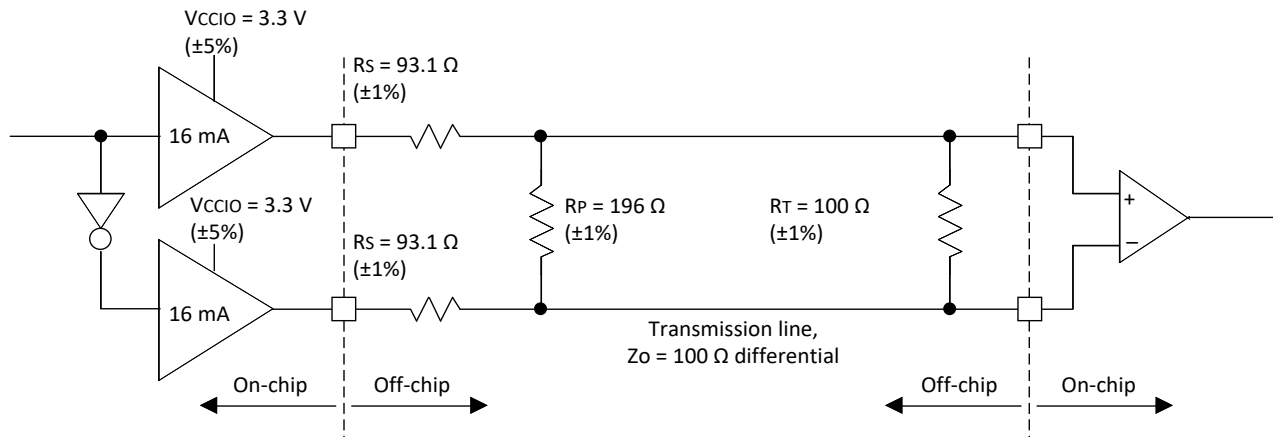 VCCIO = 3.3 V
(±5%)
RS = 93.1 Ω
(±1%)
16 mA
VCCIO = 3.3 V
(±5%)
RP = 196 Ω
(±1%)
RT = 100 Ω
(±1%)
+
−
RS = 93.1 Ω
(±1%)
16 mA
Transmission line,
Zo = 100 Ω differential
On-chip
Off-chip
Off-chip
On-chip